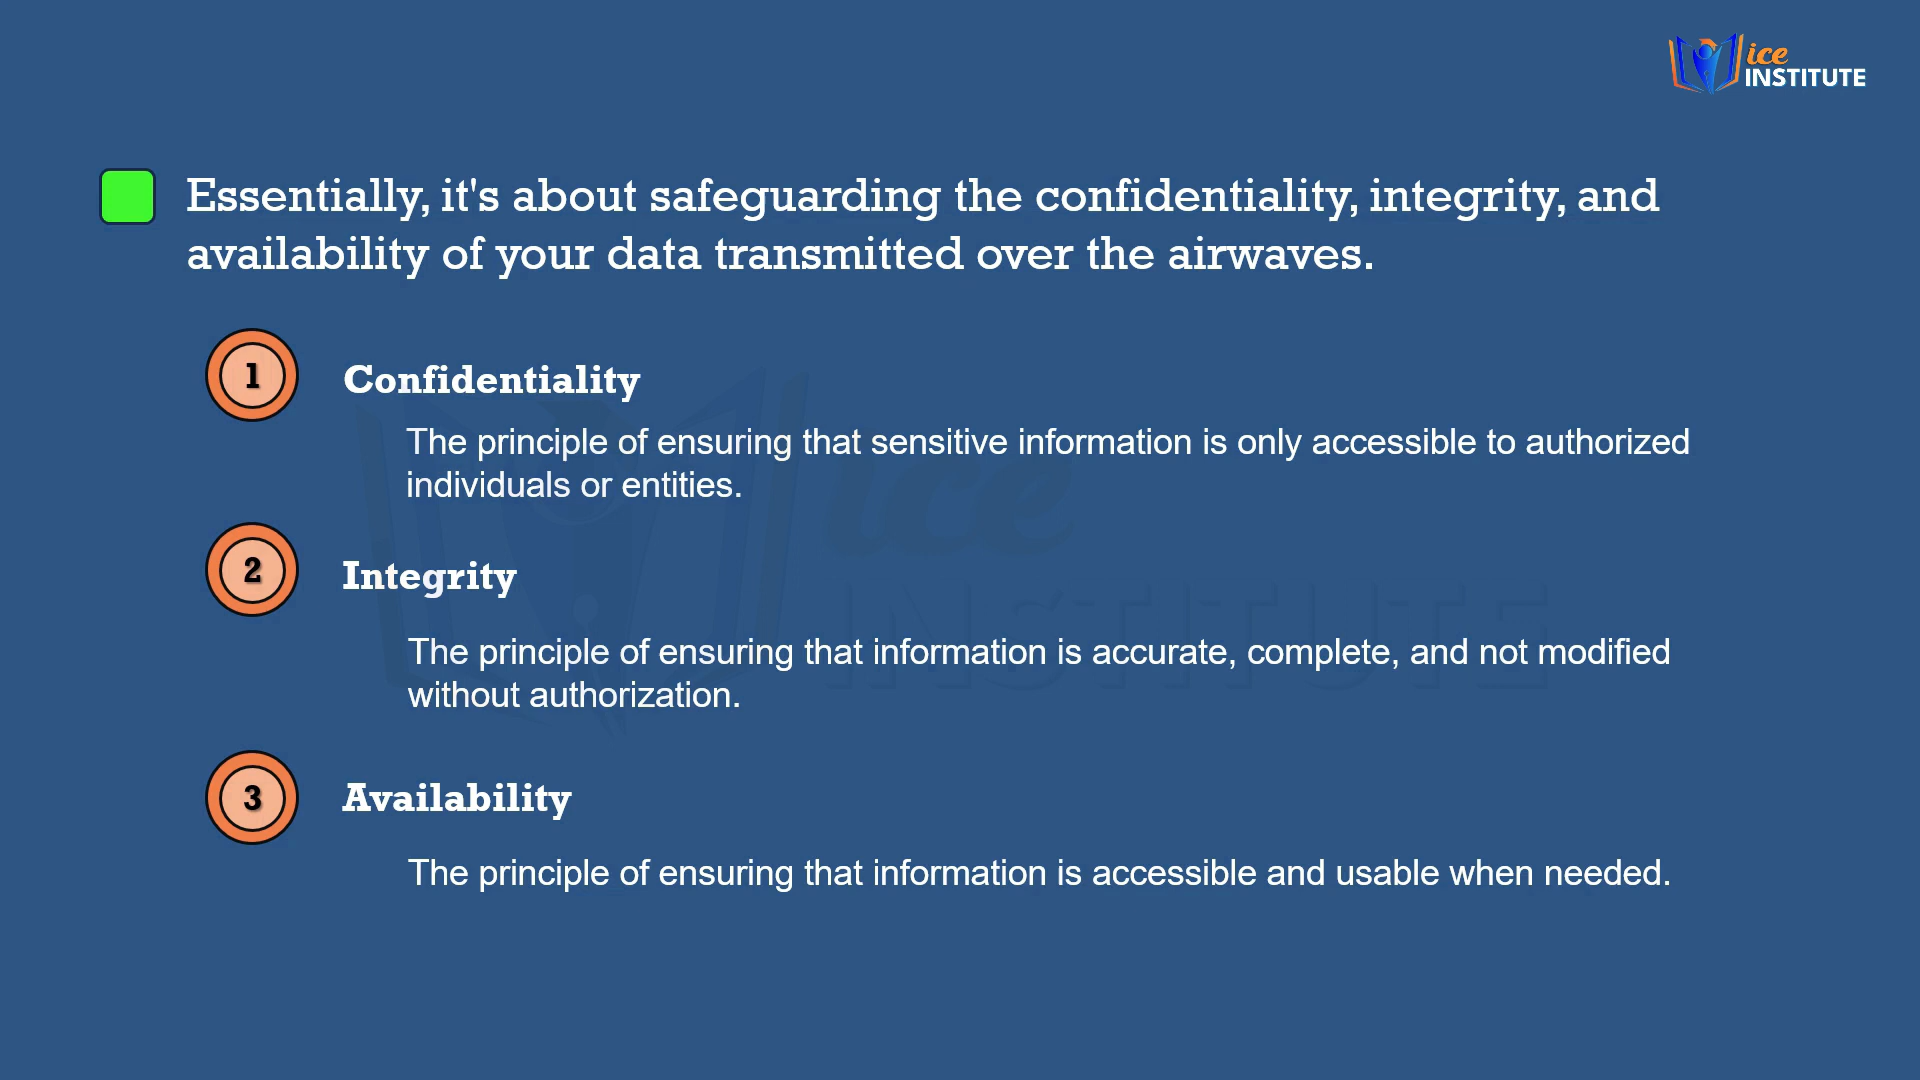 ice
INSTITUTE
Essentially, it's about safeguarding the confidentiality, integrity, and
availability of your data transmitted over the airwaves.
1
Confidentiality
The principle of ensuring that sensitive information is only accessible to authorized
individuals or entities.
2
Integrity
The principle of ensuring that information is accurate, complete, and not modified
without authorization.
3
Availability
The principle of ensuring that information is accessible and usable when needed.
ice
INSTITUTE